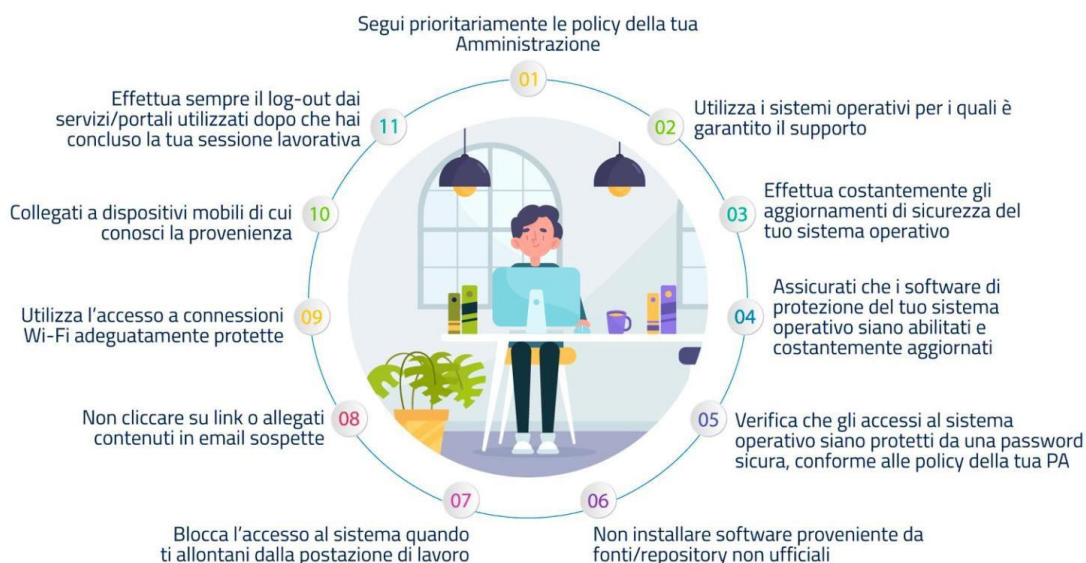 Segui prioritariamente le policy della tua
Amministrazione
01
Utilizza i sistemi operativi per i quali è
garantito il supporto
02
Effettua costantemente gli
aggiornamenti di sicurezza del
tuo sistema operativo
03
Assicurati che i software di
protezione del tuo sistema
operativo siano abilitati e
costantemente aggiornati
04
Verifica che gli accessi al sistema
operativo siano protetti da una password
sicura, conforme alle policy della tua PA
05
Non installare software proveniente da
fonti/repository non ufficiali
06
Blocca l'accesso al sistema quando
ti allontani dalla postazione di lavoro
07
Non cliccare su link o allegati
contenuti in email sospette
08
Utilizza l'accesso a connessioni
Wi-Fi adeguatamente protette
09
Collegati a dispositivi mobili di cui
conosci la provenienza
10
Effettua sempre il log-out dai
servizi/portali utilizzati dopo che hai
concluso la tua sessione lavorativa
11